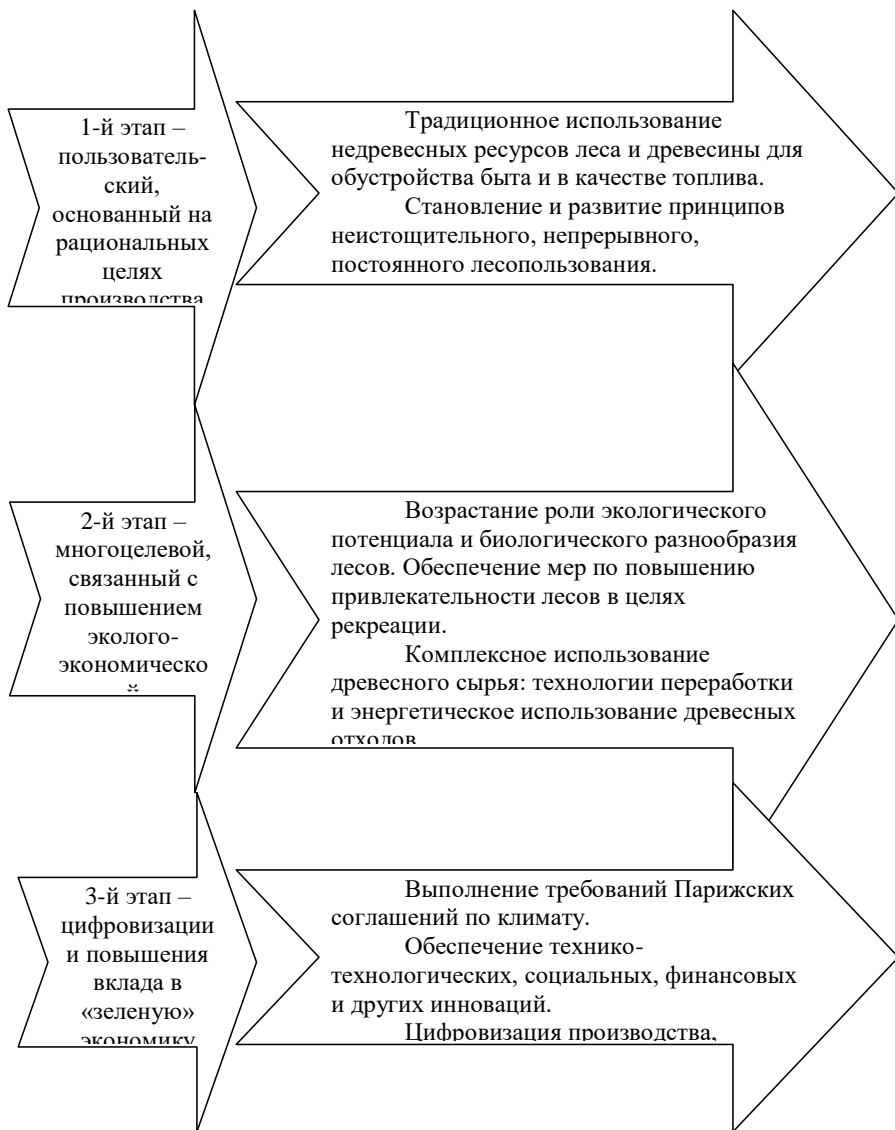 1-й этап –
пользователь-
ский,
основанный на
рациональных
целях
производства
Традиционное использование
недревесных ресурсов леса и древесины для
обустройства быта и в качестве топлива.
Становление и развитие принципов
неистощительного, непрерывного,
постоянного лесопользования.
2-й этап –
многоцелевой,
связанный с
повышением
эколого-
экономическо
й
Возрастание роли экологического
потенциала и биологического разнообразия
лесов. Обеспечение мер по повышению
привлекательности лесов в целях
рекреации.
Комплексное использование
древесного сырья: технологии переработки
и энергетическое использование древесных
отходов
3-й этап –
цифровизации
и повышения
вклада в
«зеленую»
экономику
Выполнение требований Парижских
соглашений по климату.
Обеспечение технико-
технологических, социальных, финансовых
и других инноваций.
Цифровизация производства,